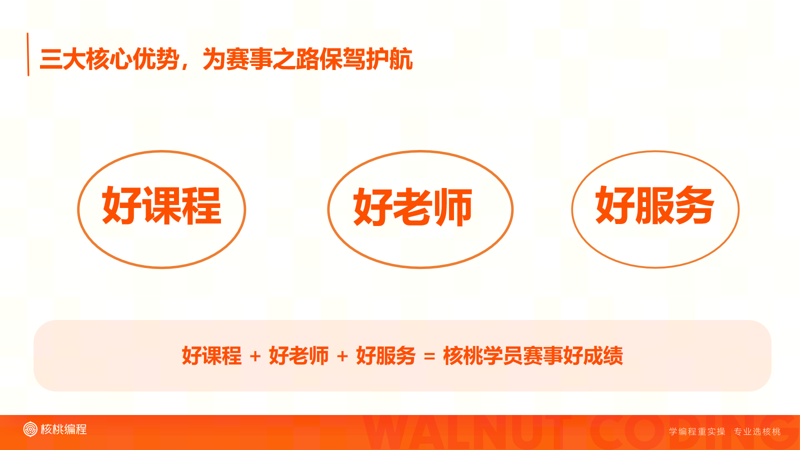 三大核心优势，为赛事之路保驾护航
好课程
好老师
好服务
好课程 + 好老师 + 好服务 = 核桃学员赛事好成绩
核桃编程
WALNUT CODING
学编程重实操 专业选核桃